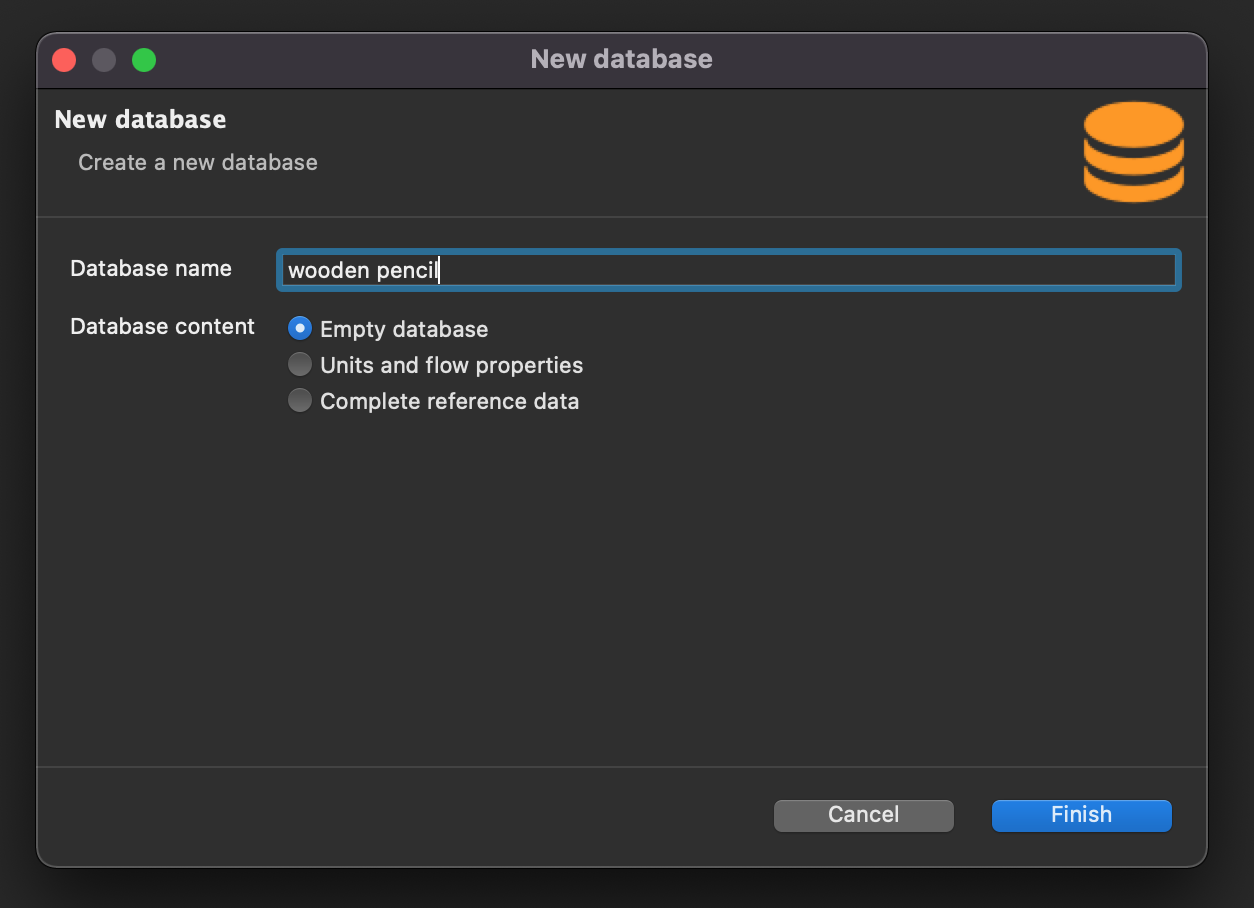 New database
New database
Create a new database
Database name
wooden pencil
Database content
Empty database
Units and flow properties
Complete reference data
Cancel
Finish